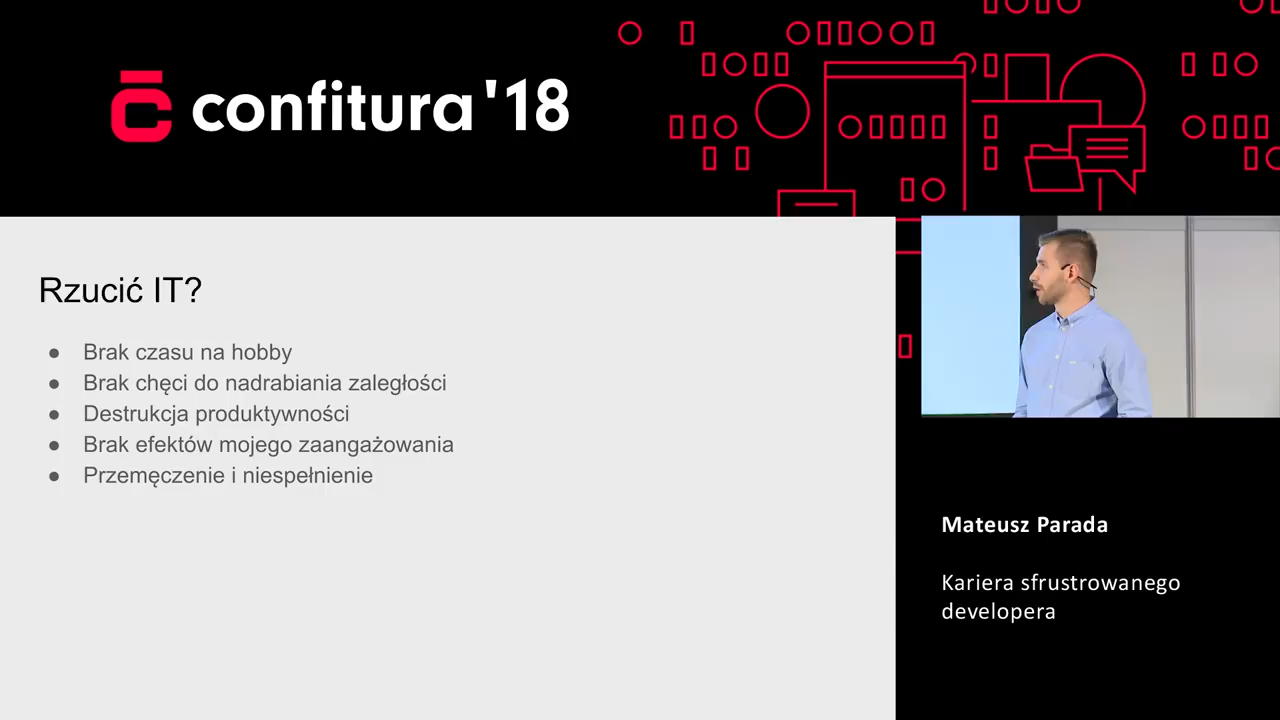 confitura '18
Rzucić IT?
● Brak czasu na hobby
● Brak chęci do nadrabiania zaległości
● Destrukcja produktywności
● Brak efektów mojego zaangażowania
● Przemęczenie i niespełnienie
Mateusz Parada
Kariera sfrustrowanego
developera